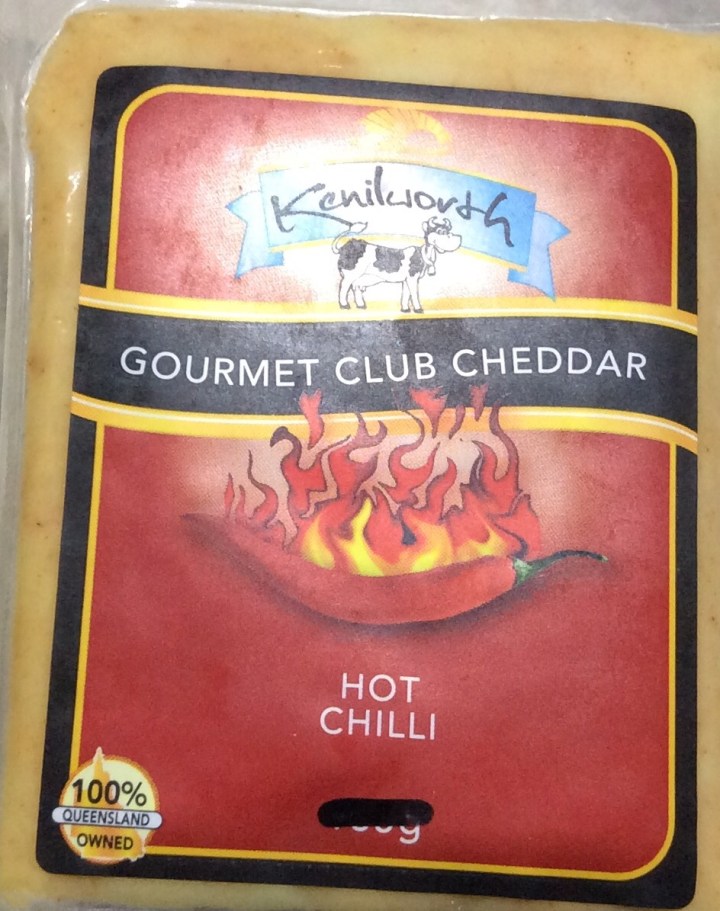 Kenilworth
GOURMET CLUB CHEDDAR
HOT
CHILLI
100%
QUEENSLAND
OWNED